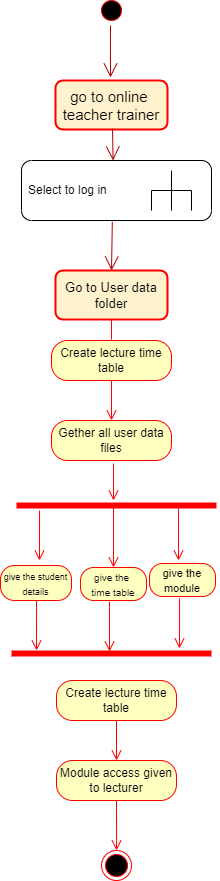 go to online
teacher trainer
Select to log in
Go to User data
folder
Create lecture time
table
Gether all user data
files
give the student
details
give the
time table
give the
module
Create lecture time
table
Module access given
to lecturer